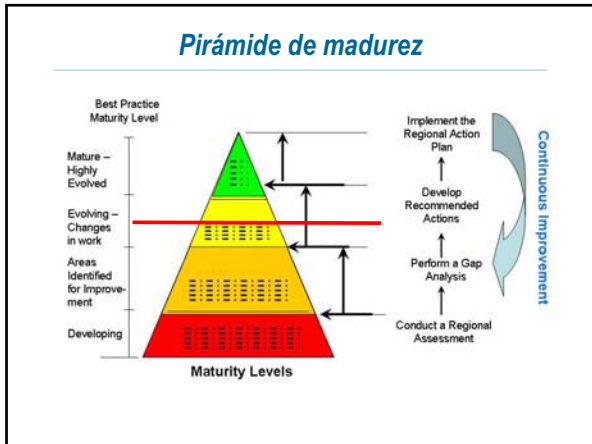 Pirámide de madurez
Best Practice
Maturity Level
Mature –
Highly
Evolved
Evolving –
Changes
in work
Areas
Identified
for Improve-
ment
Developing
Maturity Levels
Implement the
Regional Action
Plan
Develop
Recommended
Actions
Perform a Gap
Analysis
Conduct a Regional
Assessment
Continuous Improvement